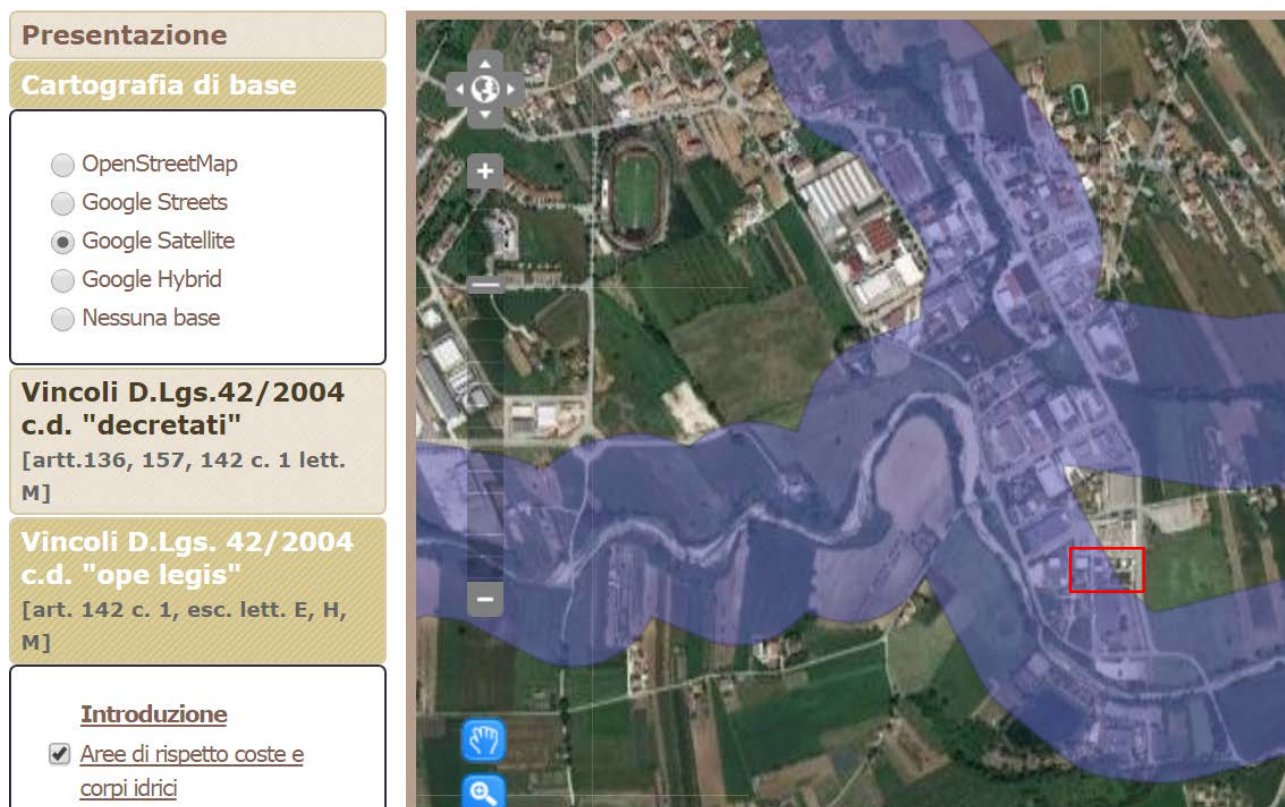 Presentazione
Cartografia di base
OpenStreetMap
Google Streets
Google Satellite
Google Hybrid
Nessuna base
Vincoli D.Lgs.42/2004
c.d. "decretati"
[artt.136, 157, 142 c. 1 lett.
M]
Vincoli D.Lgs. 42/2004
c.d. "ope legis"
[art. 142 c. 1, esc. lett. E, H,
M]
Introduzione
Aree di rispetto coste e
corpi idrici